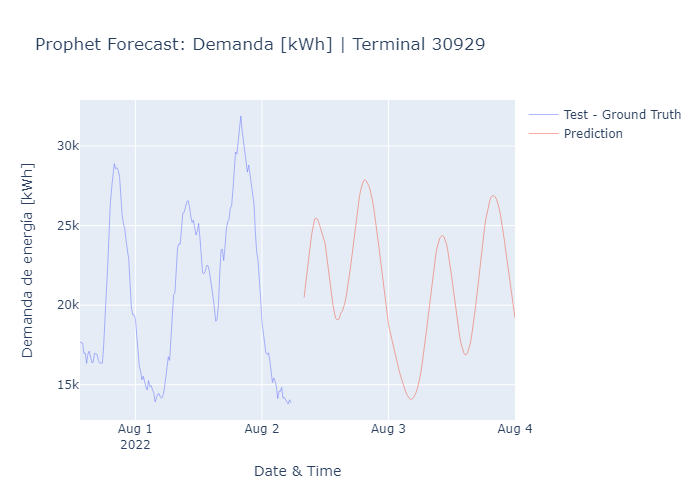 Prophet Forecast: Demanda [kWh] | Terminal 30929
Test - Ground Truth
Prediction
Demanda de energía [kWh]
30k
25k
20k
15k
Aug 1
2022
Aug 2
Aug 3
Aug 4
Date & Time